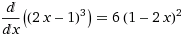 d/dx((2 x - 1)^3) = 6 (1 - 2 x)^2